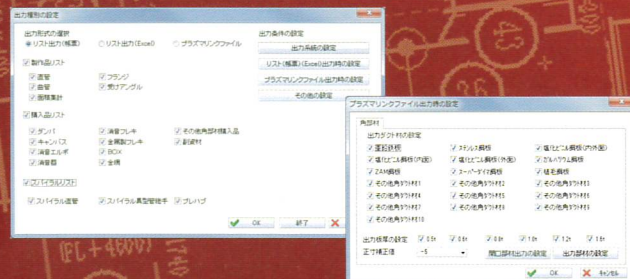 出力種別の設定
出力形式の選択
リスト出力(帳票) リスト出力(Excel) プラズマリンクファイル
製作品リスト
直管 フランジ
曲管 受けアングル
面積集計
購入品リスト
ダンパ 消音フレキ その他角部材購入品
キャンバス 金属製フレキ 副資材
消音エルボ BOX
消音器 金網
スパイラルリスト
スパイラル直管 スパイラル異型管継手 プレハブ
出力条件の設定
出力系統の設定
リスト(帳票)(Excel)出力時の設定
プラズマリンクファイル出力時の設定
その他の設定
OK 終了
プラズマリンクファイル出力時の設定
角部材
出力ダクト材の設定
亜鉛鉄板 ステンレス鋼板 塩化ビニル鋼板(内外面)
塩化ビニル鋼板(内面) 塩化ビニル鋼板(外面) ガルバリウム鋼板
ZAM鋼板 スーパーダイマ鋼板 植毛鋼板
その他角ダクト材1 その他角ダクト材2 その他角ダクト材3
その他角ダクト材4 その他角ダクト材5 その他角ダクト材6
その他角ダクト材7 その他角ダクト材8 その他角ダクト材9
その他角ダクト材10
出力板厚の設定 0.5t 0.6t 0.8t 1.0t 1.2t 1.6t
正寸補正値 -5 開口部材出力の設定 出力部材の設定
OK キャンセル
(FL+4600)